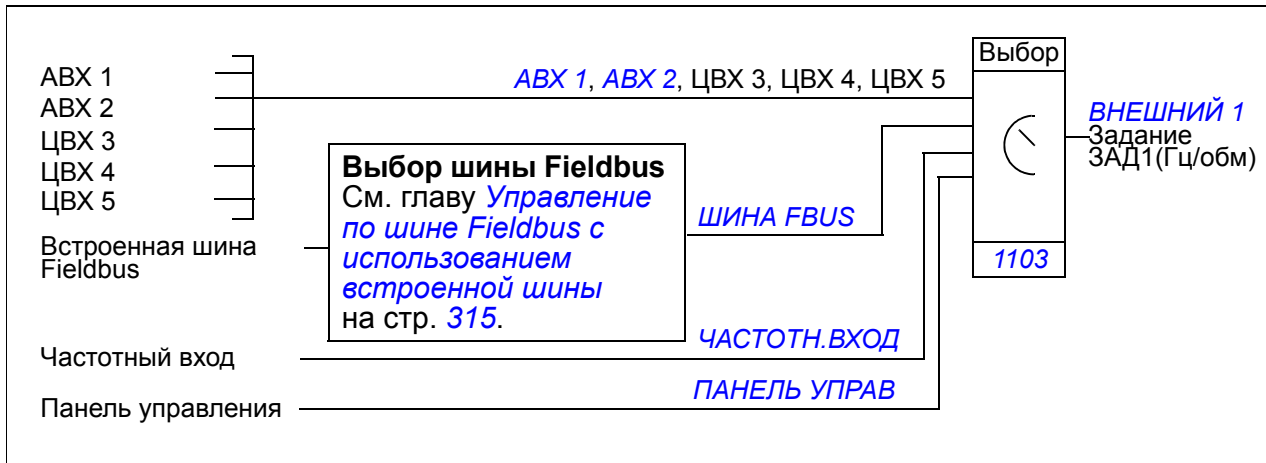 АВХ 1
АВХ 2
ЦВХ 3
ЦВХ 4
ЦВХ 5
Встроенная шина
Fieldbus
Частотный вход
Панель управления
Выбор шины Fieldbus
См. главу Управление
по шине Fieldbus с
использованием
встроенной шины
на стр. 315.
АВХ 1, АВХ 2, ЦВХ 3, ЦВХ 4, ЦВХ 5
ШИНА FBUS
ЧАСТОТН.ВХОД
ПАНЕЛЬ УПРАВ
Выбор
1103
ВНЕШНИЙ 1
Задание
ЗАД1(Гц/обм)